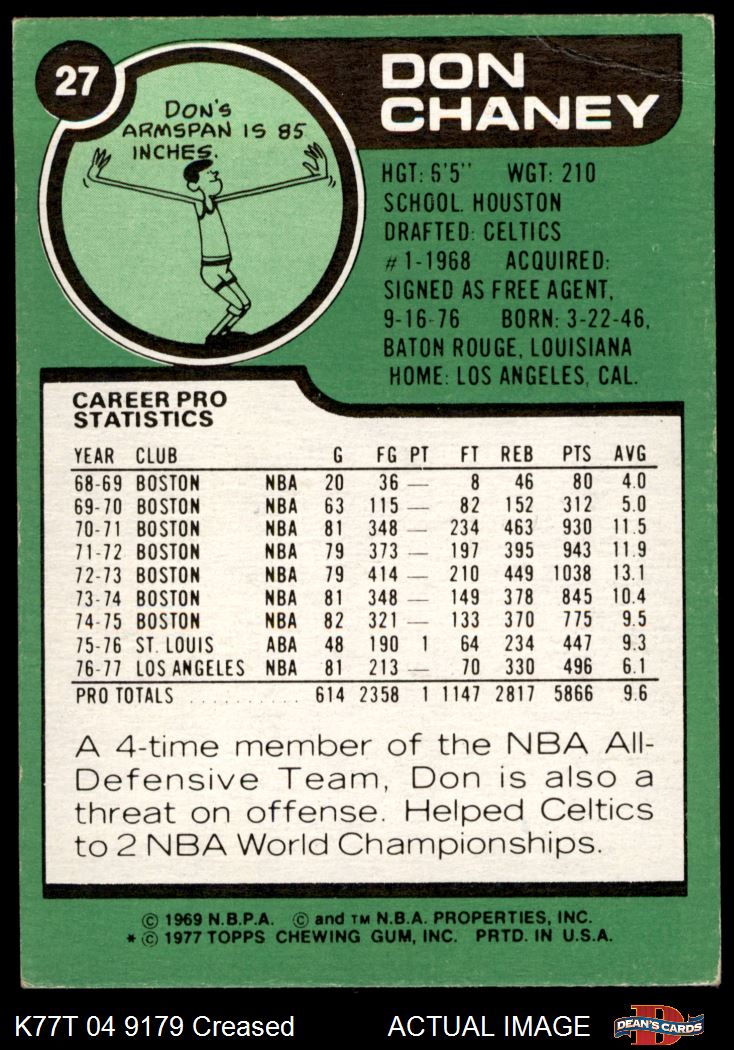 27
DON
CHANEY
DON'S
ARMSPAN IS 85
INCHES.
HGT: 6'5" WGT: 210
SCHOOL. HOUSTON
DRAFTED: CELTICS
#1-1968 ACQUIRED:
SIGNED AS FREE AGENT,
9-16-76 BORN: 3-22-46,
BATON ROUGE, LOUISIANA
HOME: LOS ANGELES, CAL.
CAREER PRO
STATISTICS
YEAR CLUB G FG PT FT REB PTS AVG
68-69 BOSTON NBA 20 36 — 8 46 80 4.0
69-70 BOSTON NBA 63 115 — 82 152 312 5.0
70-71 BOSTON NBA 81 348 — 234 463 930 11.5
71-72 BOSTON NBA 79 373 — 197 395 943 11.9
72-73 BOSTON NBA 79 414 — 210 449 1038 13.1
73-74 BOSTON NBA 81 348 — 149 378 845 10.4
74-75 BOSTON NBA 82 321 — 133 370 775 9.5
75-76 ST. LOUIS ABA 48 190 1 64 234 447 9.3
76-77 LOS ANGELES NBA 81 213 — 70 330 496 6.1
PRO TOTALS .......... 614 2358 1 1147 2817 5866 9.6
A 4-time member of the NBA All-
Defensive Team, Don is also a
threat on offense. Helped Celtics
to 2 NBA World Championships.
© 1969 N.B.P.A. © and TM N.B.A. PROPERTIES, INC.
* © 1977 TOPPS CHEWING GUM, INC. PRTD. IN U.S.A.
K77T 04 9179 Creased ACTUAL IMAGE D DEAN'S CARDS